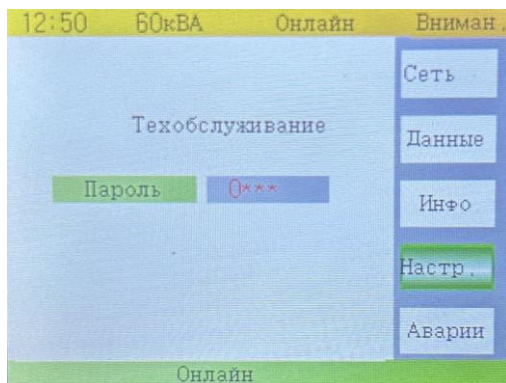 12:50 60кВА Онлайн Вниман.
Сеть
Техобслуживание
Данные
Пароль 0***
Инфо
Настр.
Аварии
Онлайн